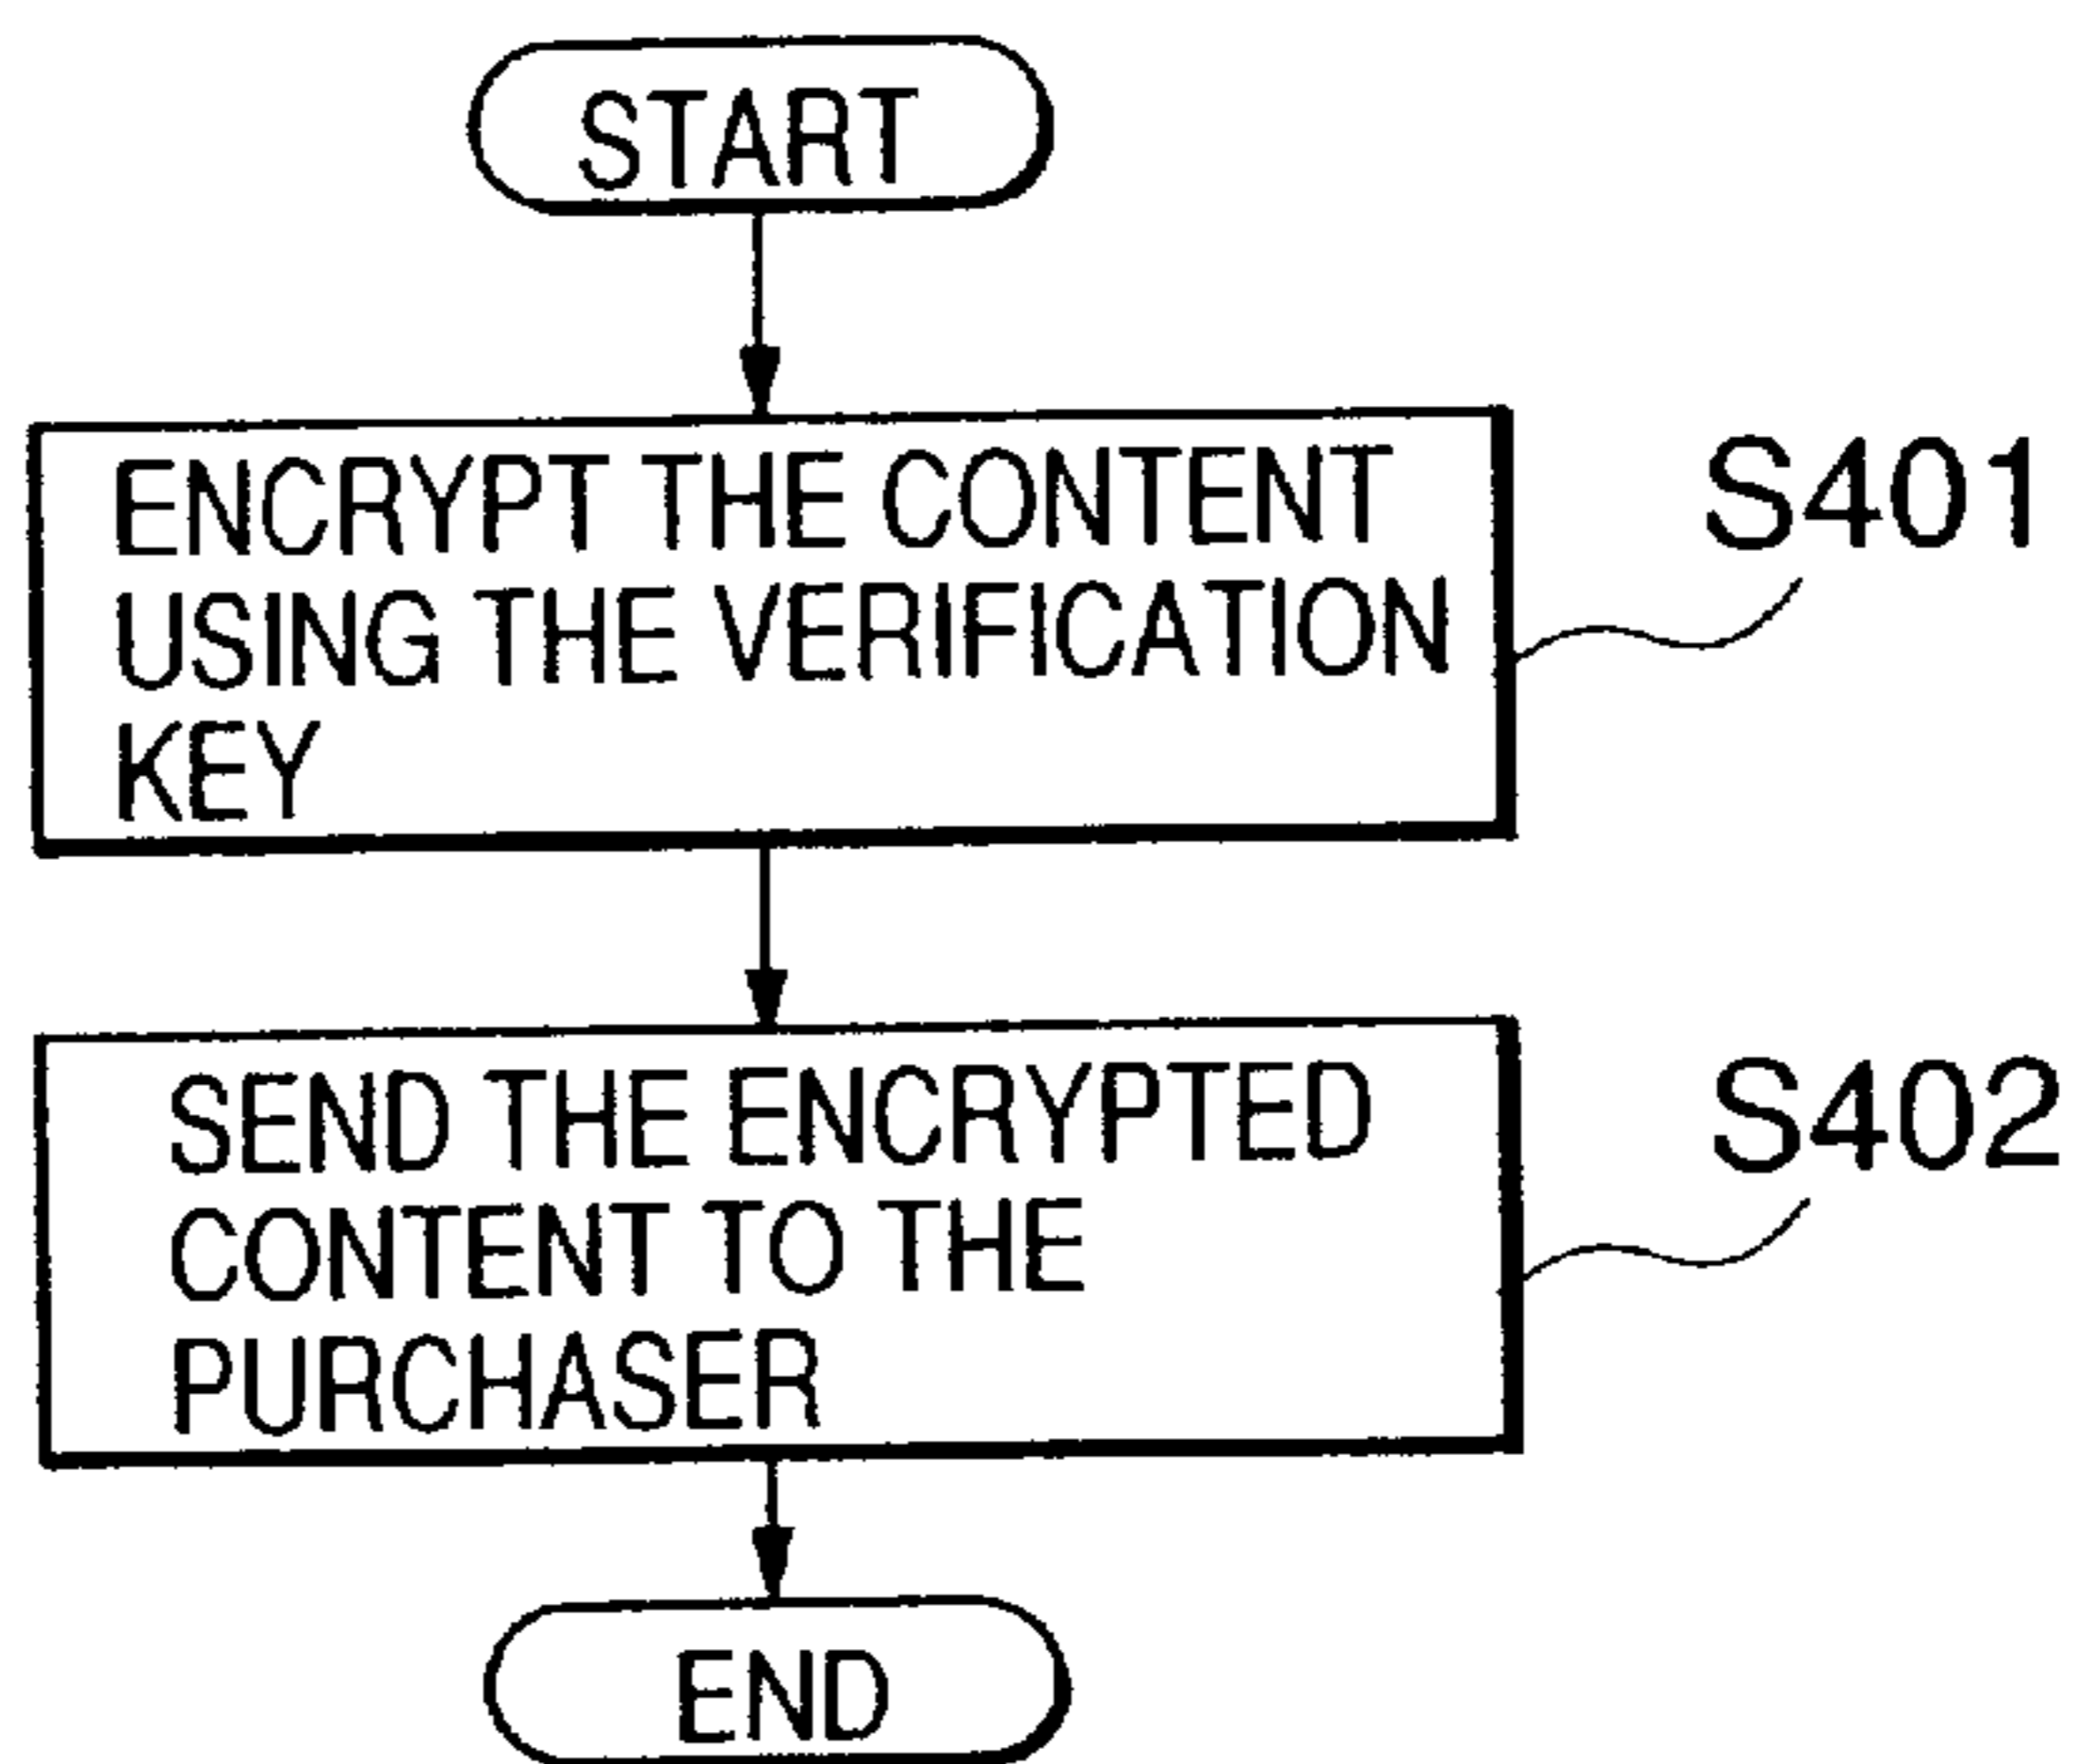 START
ENCRYPT THE CONTENT
USING THE VERIFICATION
KEY
S401
SEND THE ENCRYPTED
CONTENT TO THE
PURCHASER
S402
END